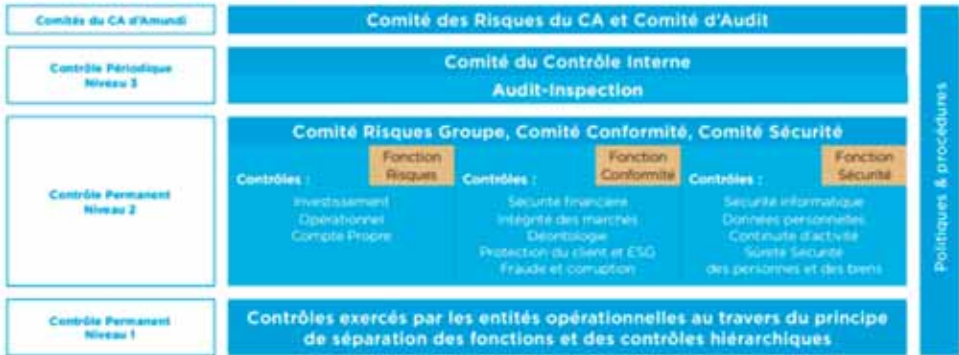 Comités du CA d'Amundi
Comité des Risques du CA et Comité d'Audit
Contrôle Périodique
Niveau 3
Comité du Contrôle Interne
Audit-Inspection
Contrôle Permanent
Niveau 2
Comité Risques Groupe, Comité Conformité, Comité Sécurité
Contrôles :
Fonction
Risques
Investissement
Opérationnel
Compte Propre
Contrôles :
Fonction
Conformité
Sécurité financière
Intégrité des marchés
Déontologie
Protection du client et ESG
Fraude et corruption
Contrôles :
Fonction
Sécurité
Sécurité informatique
Données personnelles
Continuité d'activité
Sûreté Sécurité
des personnes et des biens
Contrôle Permanent
Niveau 1
Contrôles exercés par les entités opérationnelles au travers du principe
de séparation des fonctions et des contrôles hiérarchiques
Politiques & procédures